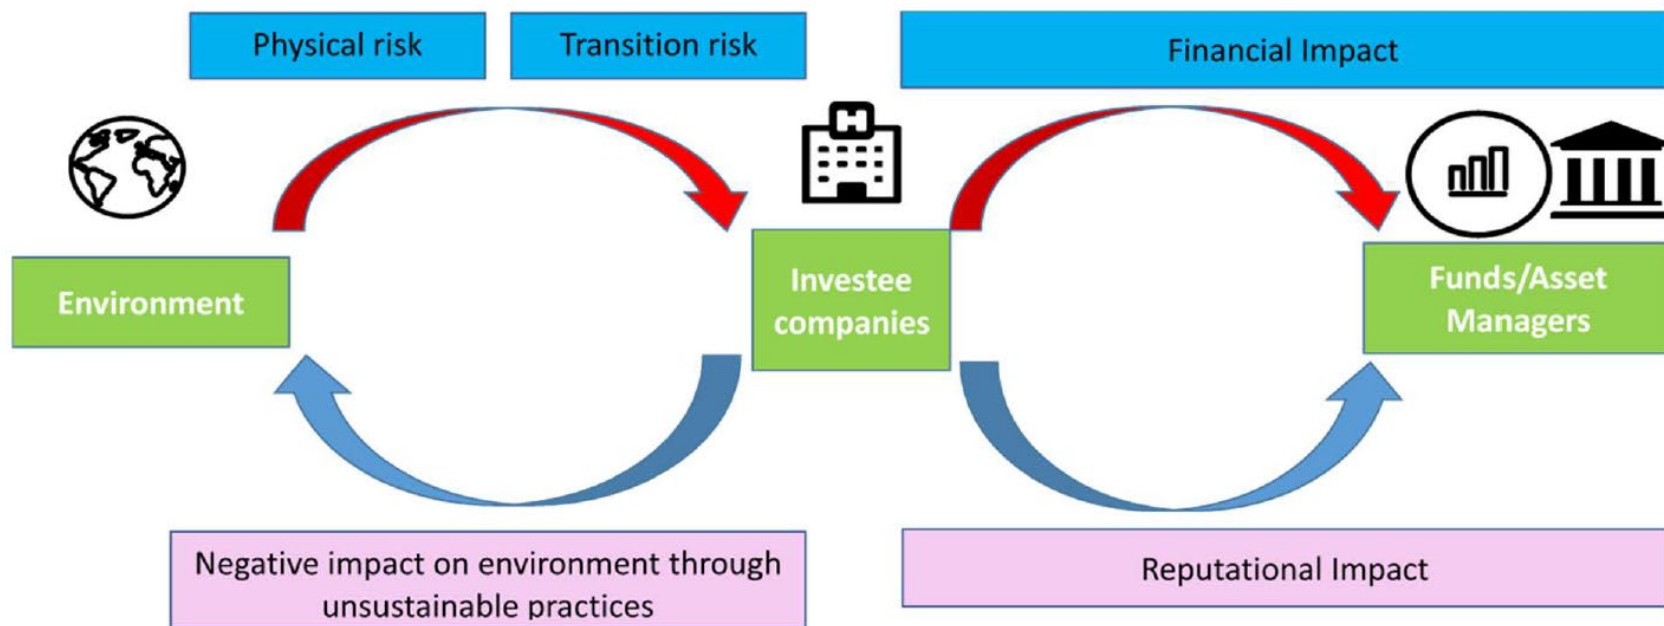 Physical risk
Transition risk
Financial Impact
H
Environment
Investee
companies
Funds/Asset
Managers
Negative impact on environment through
unsustainable practices
Reputational Impact